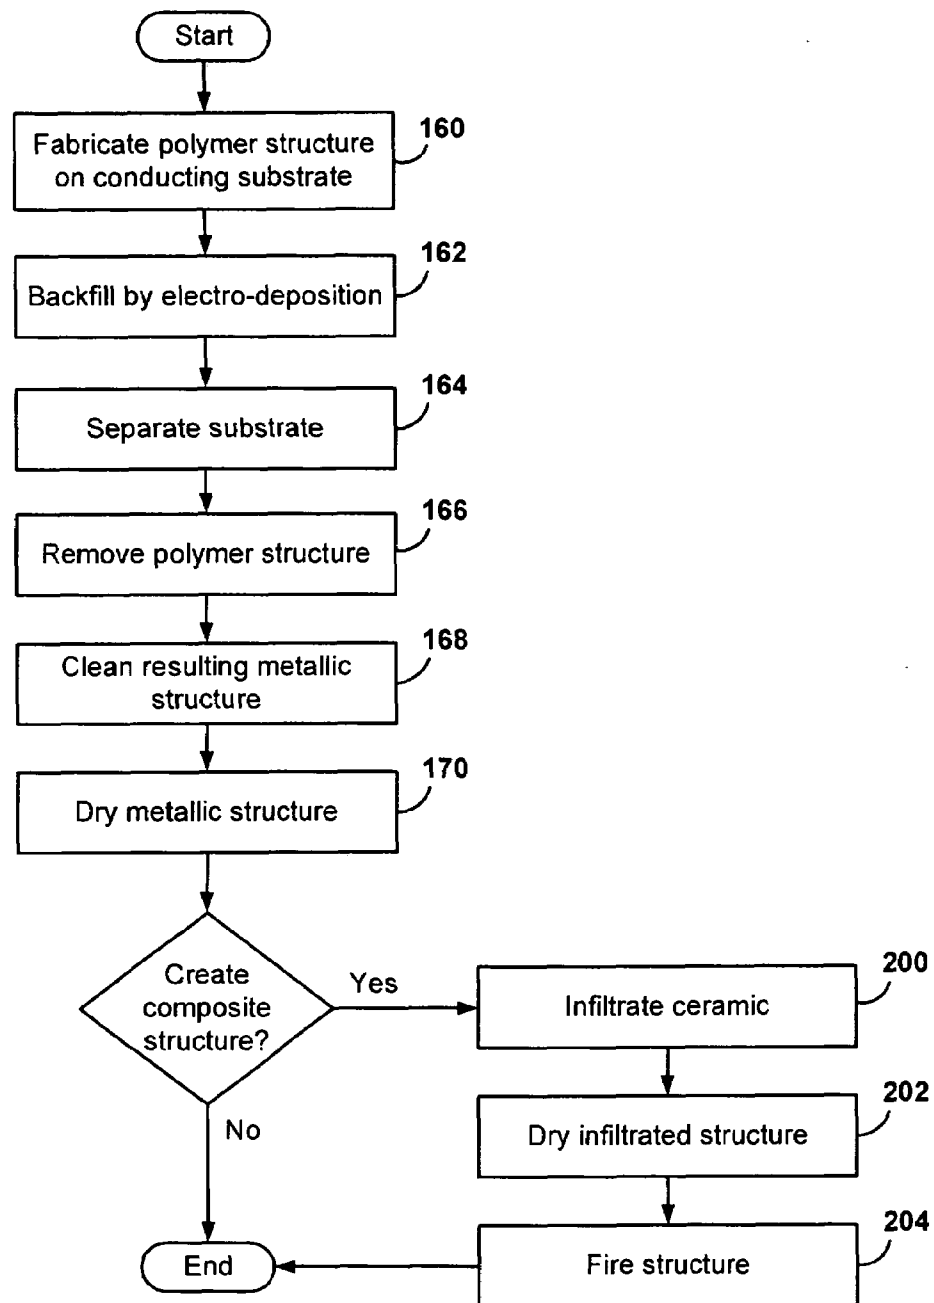 Start
160
Fabricate polymer structure
on conducting substrate
162
Backfill by electro-deposition
164
Separate substrate
166
Remove polymer structure
168
Clean resulting metallic
structure
170
Dry metallic structure
Create
composite
structure?
Yes
200
Infiltrate ceramic
202
Dry infiltrated structure
No
204
Fire structure
End